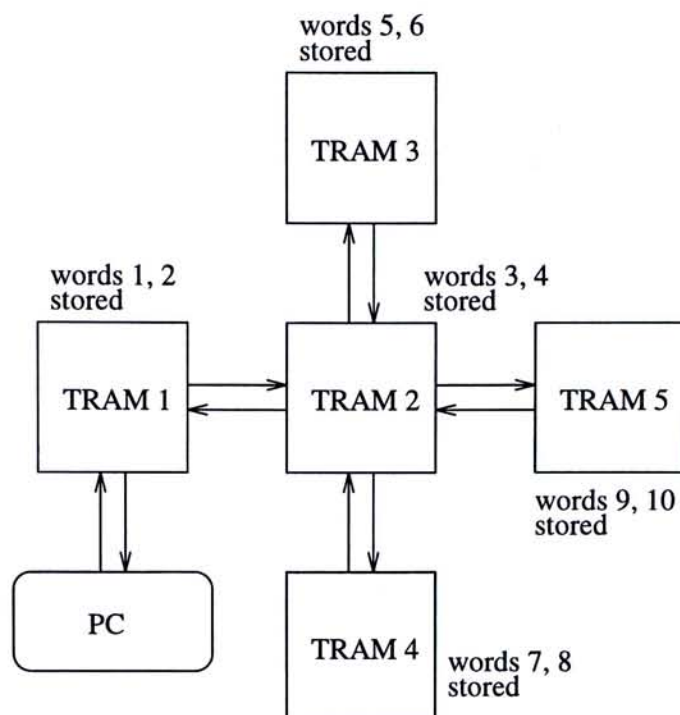 words 5, 6
stored
TRAM 3
words 1, 2
stored
words 3, 4
stored
TRAM 1
TRAM 2
TRAM 5
words 9, 10
stored
PC
TRAM 4
words 7, 8
stored